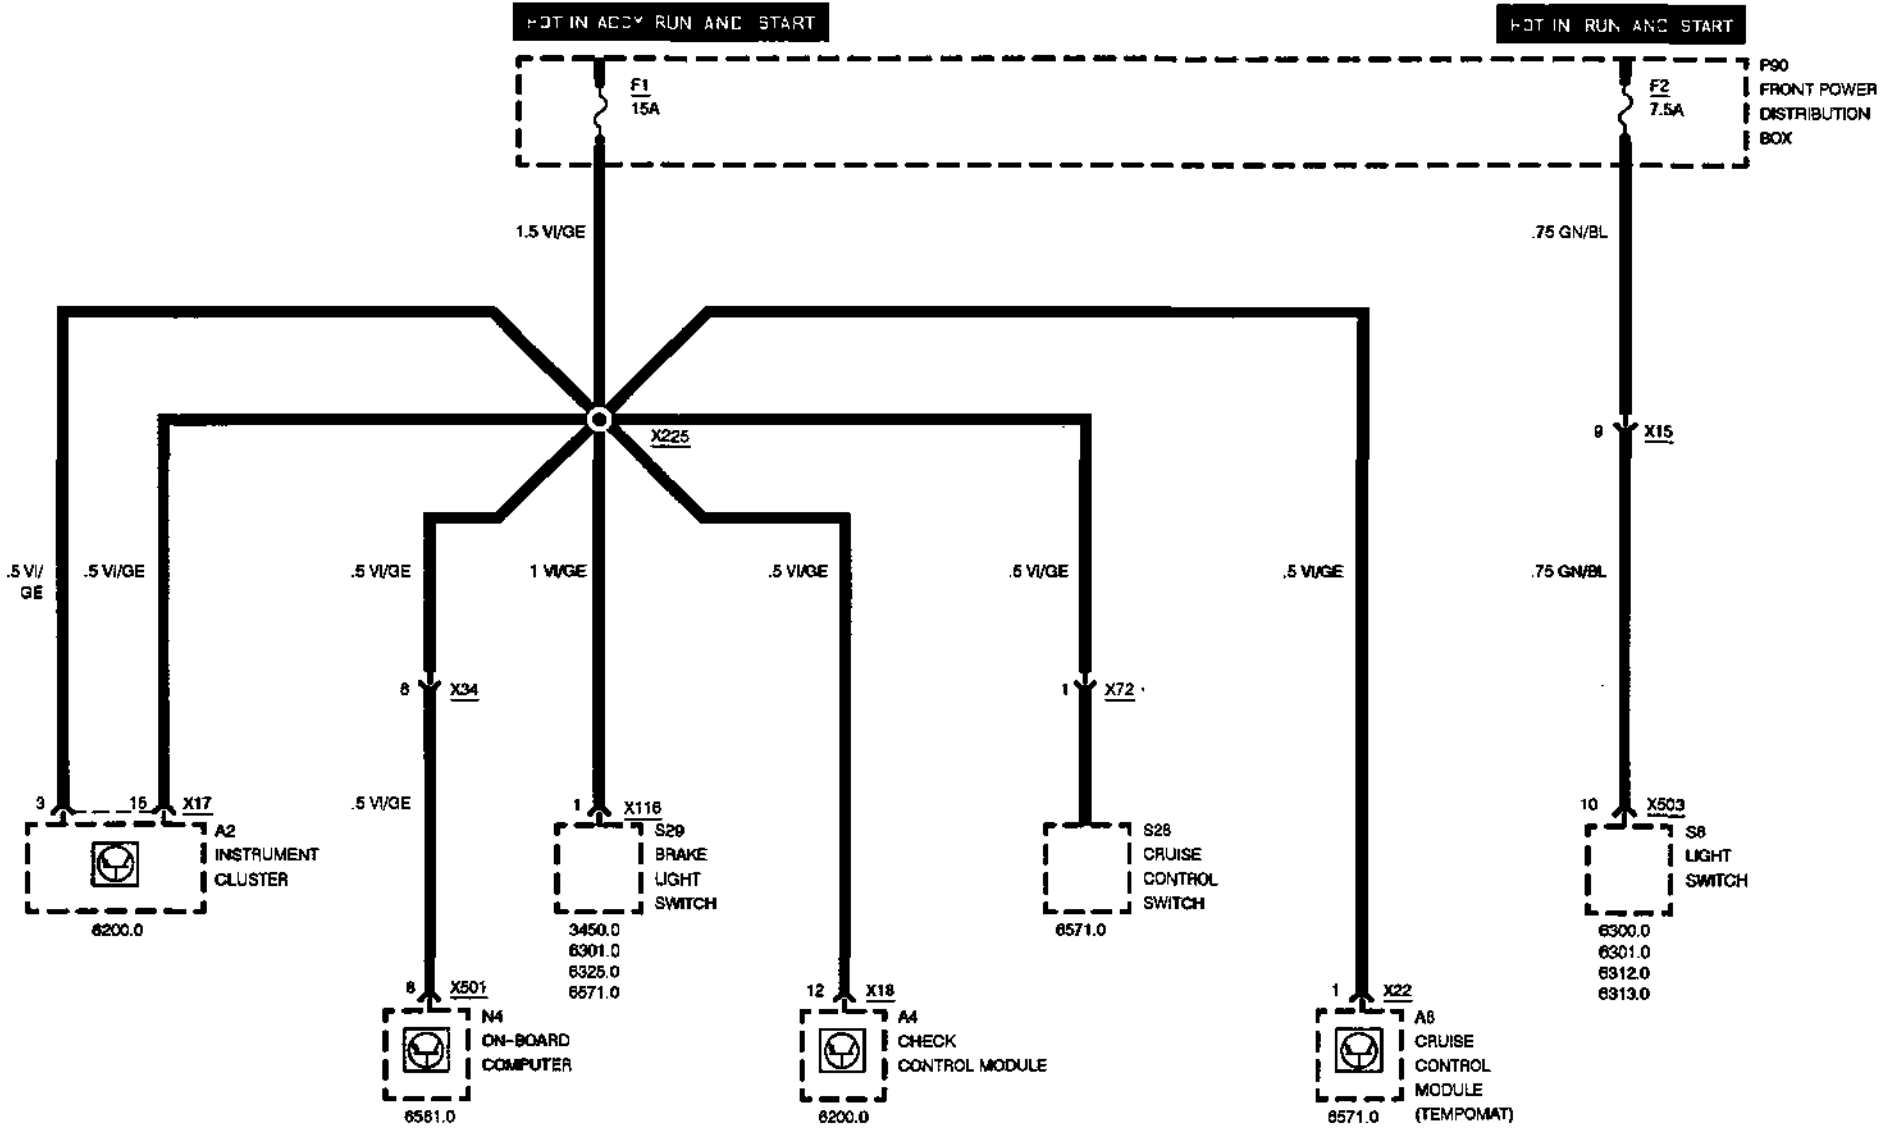 HOT IN ACCY RUN AND START
HOT IN RUN AND START
F1
15A
F2
7.5A
P90
FRONT POWER
DISTRIBUTION
BOX
1.5 VI/GE
.75 GN/BL
X225
9
X15
.5 VI/
GE
.5 VI/GE
.5 VI/GE
1 VI/GE
.5 VI/GE
.5 VI/GE
.5 VI/GE
.75 GN/BL
X34
1
X72
.5 VI/GE
3
X17
A2
INSTRUMENT
CLUSTER
6200.0
1
X116
S29
BRAKE
LIGHT
SWITCH
3450.0
6301.0
6325.0
6571.0
S28
CRUISE
CONTROL
SWITCH
6571.0
10
X503
LIGHT
SWITCH
6300.0
6301.0
6312.0
6313.0
X501
N4
ON-BOARD
COMPUTER
6581.0
12
X18
A4
CHECK
CONTROL MODULE
6200.0
1
X22
CRUISE
CONTROL
MODULE
(TEMPOMAT)
6571.0